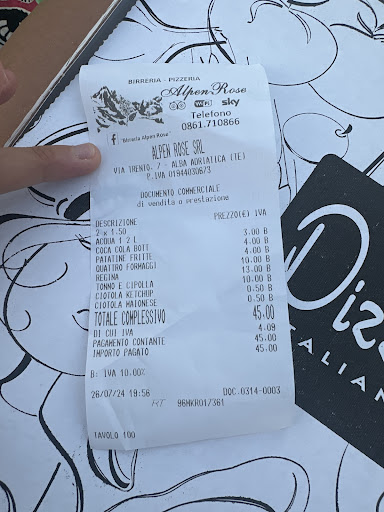 BIRRERIA - PIZZERIA
Alpen Rose
WiFi sky
Telefono
0861.710866
f "Birreria Alpen Rose"
ALPEN ROSE SRL
VIA TRENTO, 7 - ALBA ADRIATICA (TE)
P.IVA 01944030673
DOCUMENTO COMMERCIALE
di vendita o prestazione
DESCRIZIONE PREZZO(€) IVA
2 x 1.50
ACQUA 1 2 L 3.00 B
COCA COLA BOTT 4.00 B
PATATINE FRITTE 4.00 B
QUATTRO FORMAGGI 10.00 B
REGINA 13.00 B
TONNO E CIPOLLA 10.00 B
CIOTOLA KETCHUP 0.50 B
CIOTOLA MAIONESE 0.50 B
TOTALE COMPLESSIVO 45.00
DI CUI IVA 4.09
PAGAMENTO CONTANTE 45.00
IMPORTO PAGATO 45.00
B: IVA 10.00%
26/07/24 19:56 DOC.0314-0003
RT 96MKR017361
TAVOLO 100
ITALIAN